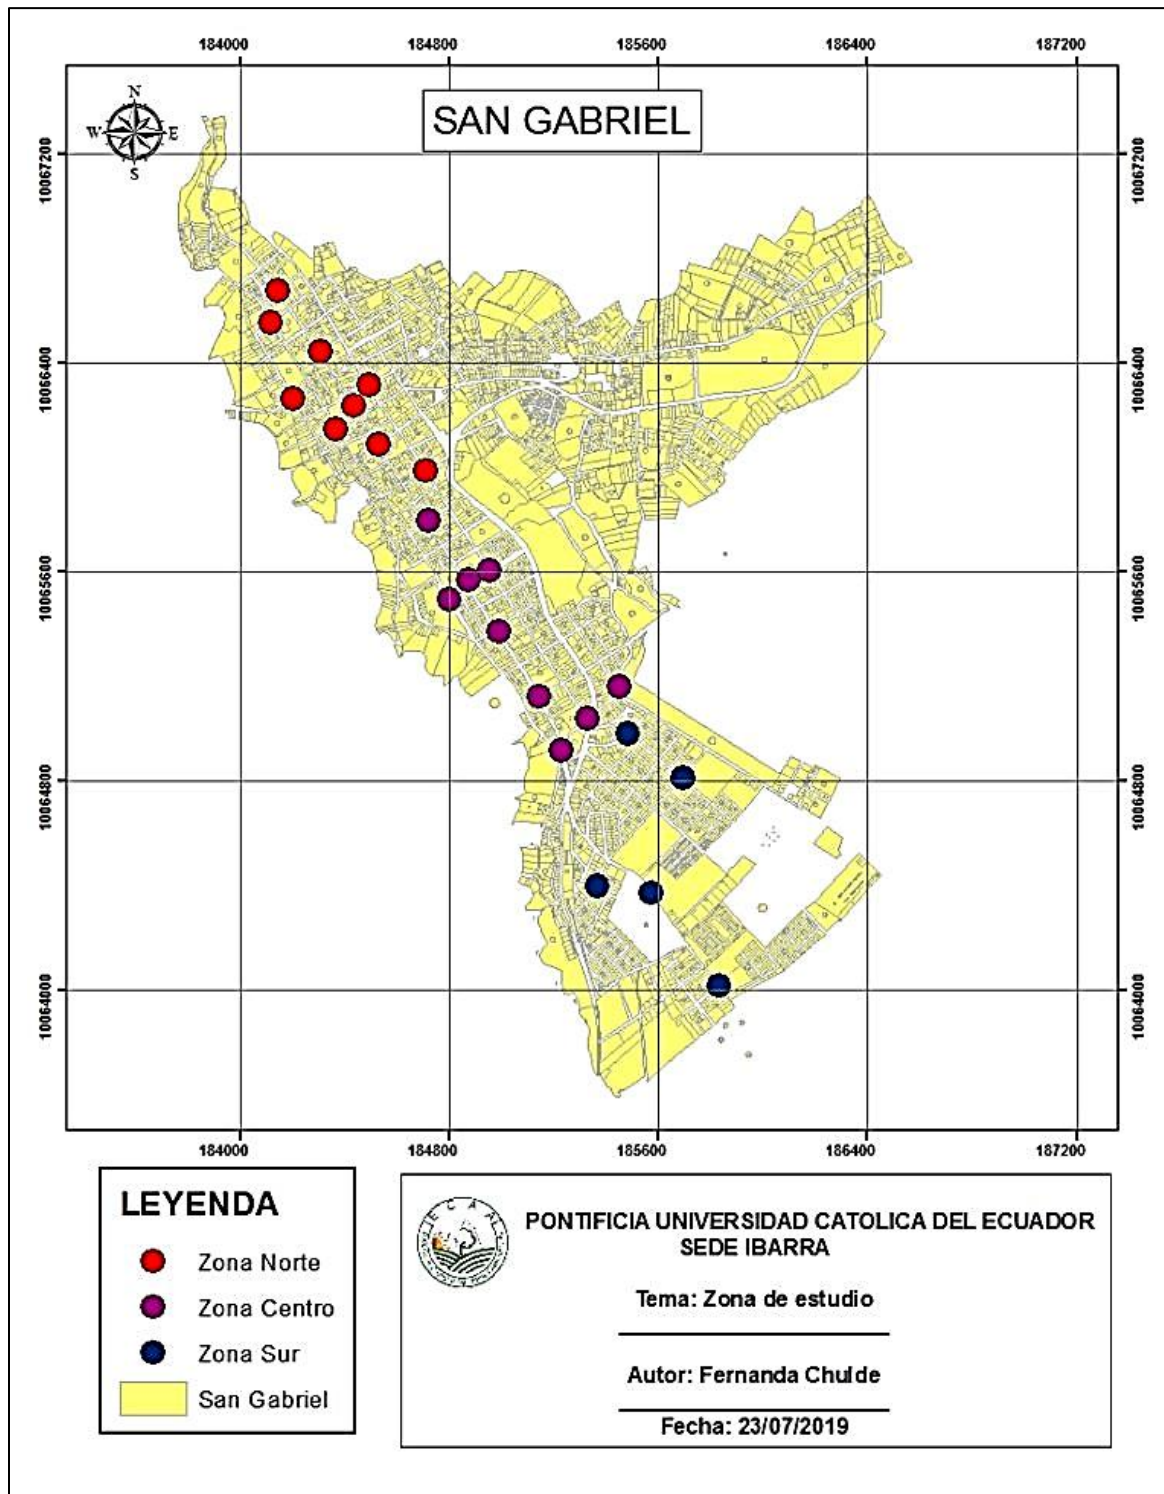 184000 184800 185600 186400 187200
N
W E
S
SAN GABRIEL
10067200 10067200
10066400 10066400
10065600 10065600
10064800 10064800
10064000 10064000
184000 184800 185600 186400 187200
LEYENDA
Zona Norte
Zona Centro
Zona Sur
San Gabriel
E C A A
PONTIFICIA UNIVERSIDAD CATOLICA DEL ECUADOR
SEDE IBARRA
Tema: Zona de estudio
Autor: Fernanda Chulde
Fecha: 23/07/2019